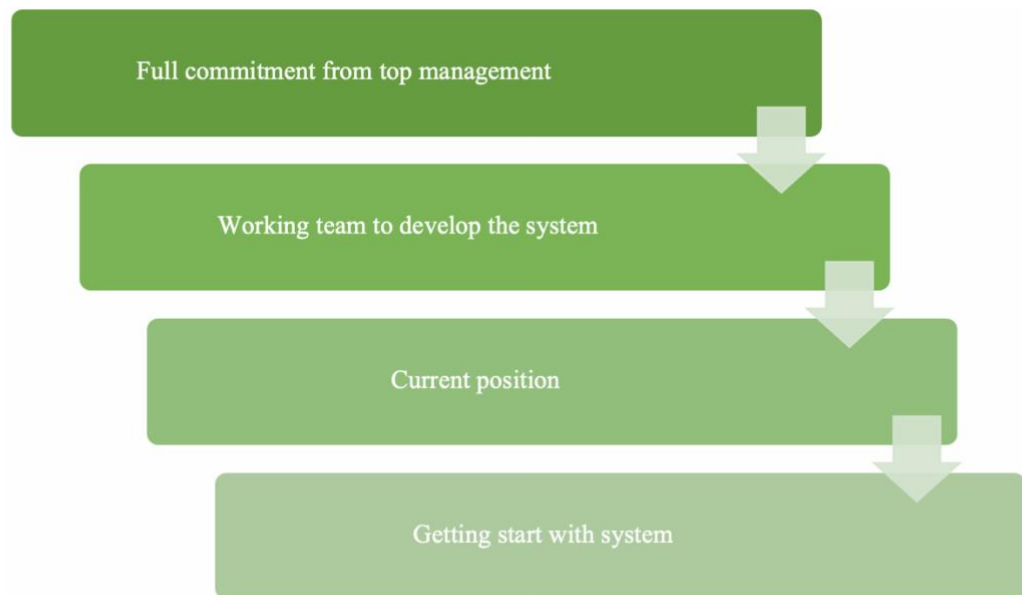 Full commitment from top management
Working team to develop the system
Current position
Getting start with system